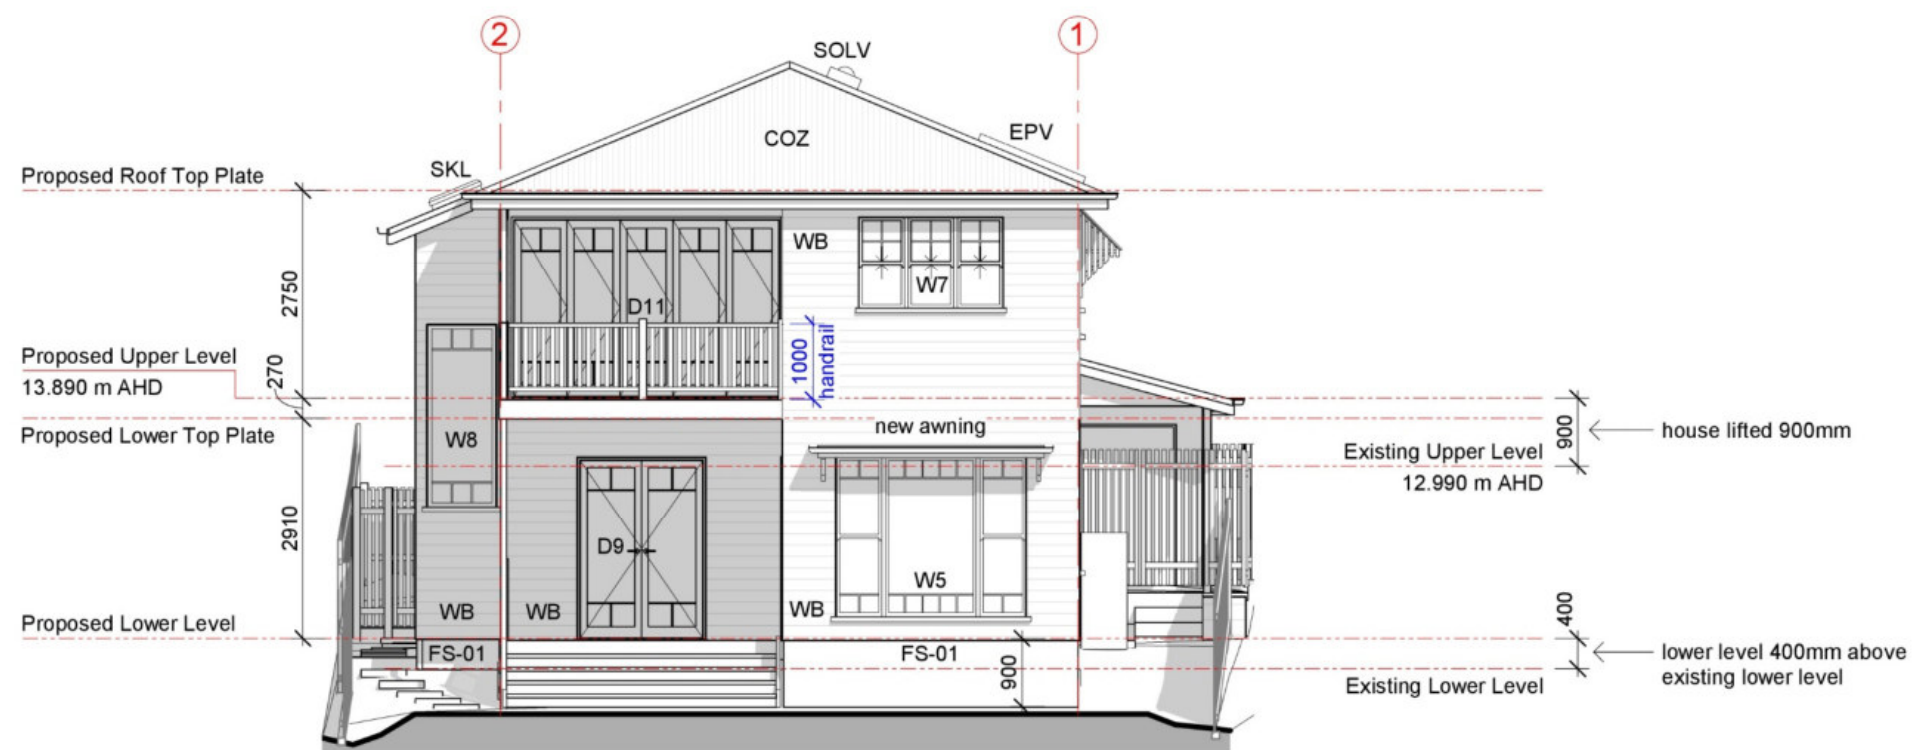 2
1
SOLV
COZ
EPV
SKL
Proposed Roof Top Plate
2750
WB
W7
D11
1000
handrail
Proposed Upper Level
13.890 m AHD
270
Proposed Lower Top Plate
W8
new awning
900
house lifted 900mm
Existing Upper Level
12.990 m AHD
2910
D9
W5
WB
WB
WB
Proposed Lower Level
400
FS-01
FS-01
900
lower level 400mm above
existing lower level
Existing Lower Level